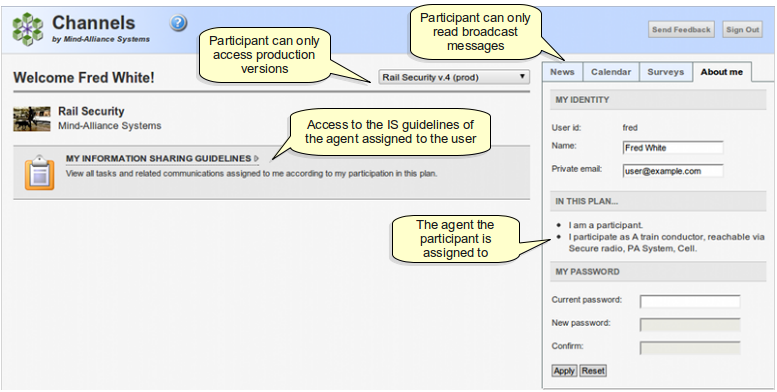 Channels
by Mind-Alliance Systems
?
Participant can only
access production
versions
Participant can only
read broadcast
messages
Send Feedback
Sign Out
Welcome Fred White!
Rail Security v.4 (prod)
News
Calendar
Surveys
About me
Rail Security
Mind-Alliance Systems
Access to the IS guidelines of
the agent assigned to the user
MY INFORMATION SHARING GUIDELINES
View all tasks and related communications assigned to me according to my participation in this plan.
The agent the
participant is
assigned to
MY IDENTITY
User id: fred
Name: Fred White
Private email: user@example.com
IN THIS PLAN...
• I am a participant.
• I participate as A train conductor, reachable via
Secure radio, PA System, Cell.
MY PASSWORD
Current password:
New password:
Confirm:
Apply Reset